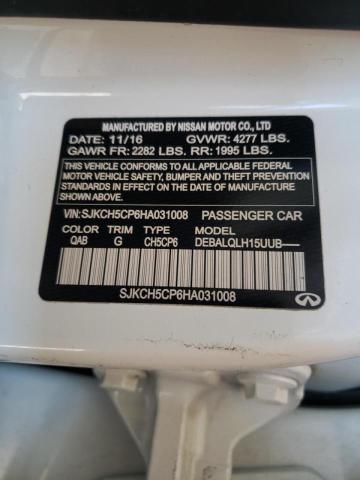 MANUFACTURED BY NISSAN MOTOR CO., LTD
DATE: 11/16 GVWR: 4277 LBS.
GAWR FR: 2282 LBS. RR: 1995 LBS.
THIS VEHICLE CONFORMS TO ALL APPLICABLE FEDERAL
MOTOR VEHICLE SAFETY, BUMPER AND THEFT PREVENTION
STANDARDS IN EFFECT ON THE DATE OF MANUFACTURE
SHOWN ABOVE.
VIN:SJKCH5CP6HA031008 PASSENGER CAR
COLOR TRIM TYPE MODEL
QAB G CH5CP6 DEBALQLH15UUB-----
SJKCH5CP6HA031008